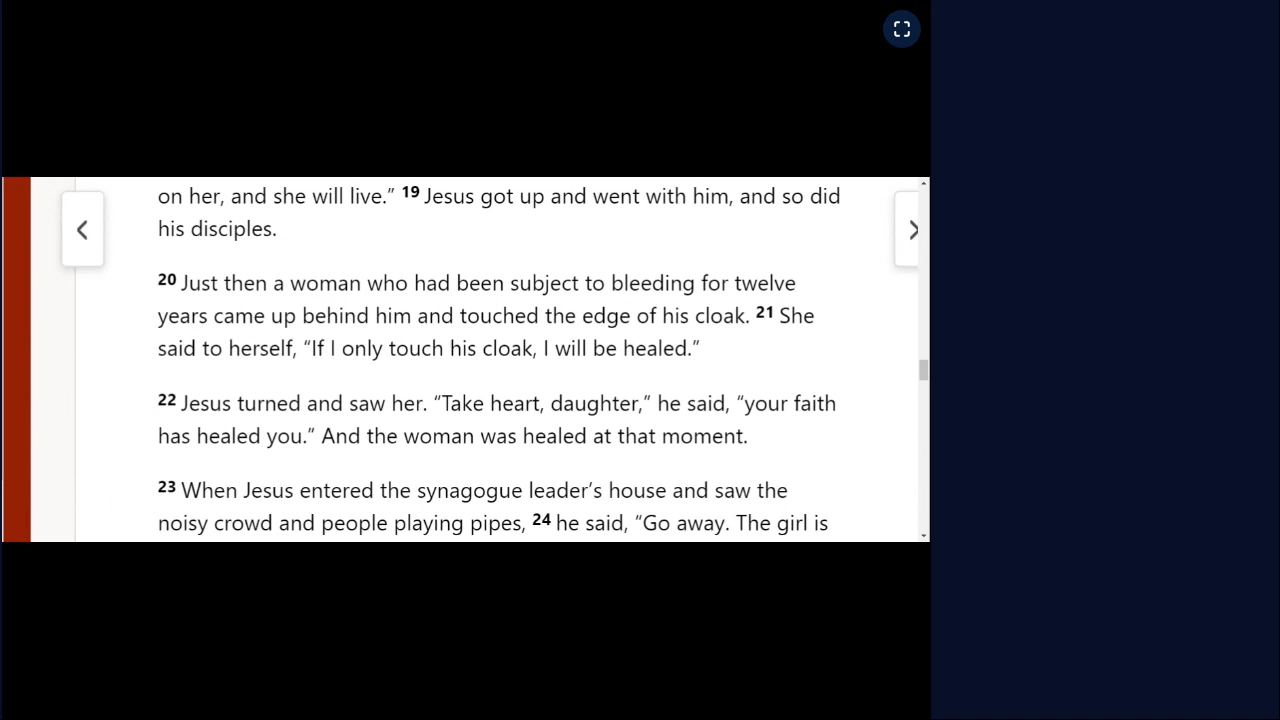 on her, and she will live.” 19 Jesus got up and went with him, and so did
his disciples.
20 Just then a woman who had been subject to bleeding for twelve
years came up behind him and touched the edge of his cloak. 21 She
said to herself, “If I only touch his cloak, I will be healed.”
22 Jesus turned and saw her. “Take heart, daughter,” he said, “your faith
has healed you.” And the woman was healed at that moment.
23 When Jesus entered the synagogue leader’s house and saw the
noisy crowd and people playing pipes, 24 he said, “Go away. The girl is